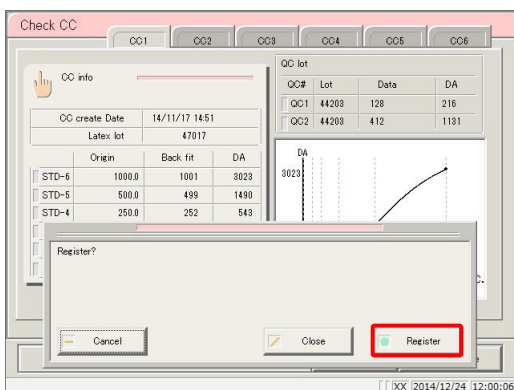 Check CC
CC1 CC2 CC3 CC4 CC5 CC6
CC info
CC create Date 14/11/17 14:51
Latex lot 47017
Origin Back fit DA
STD-6 1000.0 1001 3023
STD-5 500.0 499 1490
STD-4 250.0 252 543
QC lot
QC# Lot Data DA
QC1 44203 128 216
QC2 44203 412 1131
DA
3023
Register?
Cancel Close Register
XX 2014/12/24 12:00:06